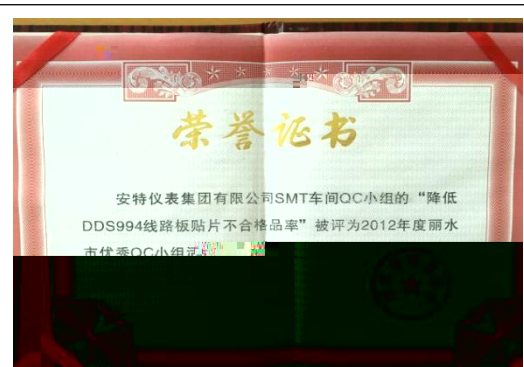 荣誉证书
安特仪表集团有限公司SMT车间QC小组的“降低
DDS994线路板贴片不合格品率”被评为2012年度丽水
市优秀QC小组活